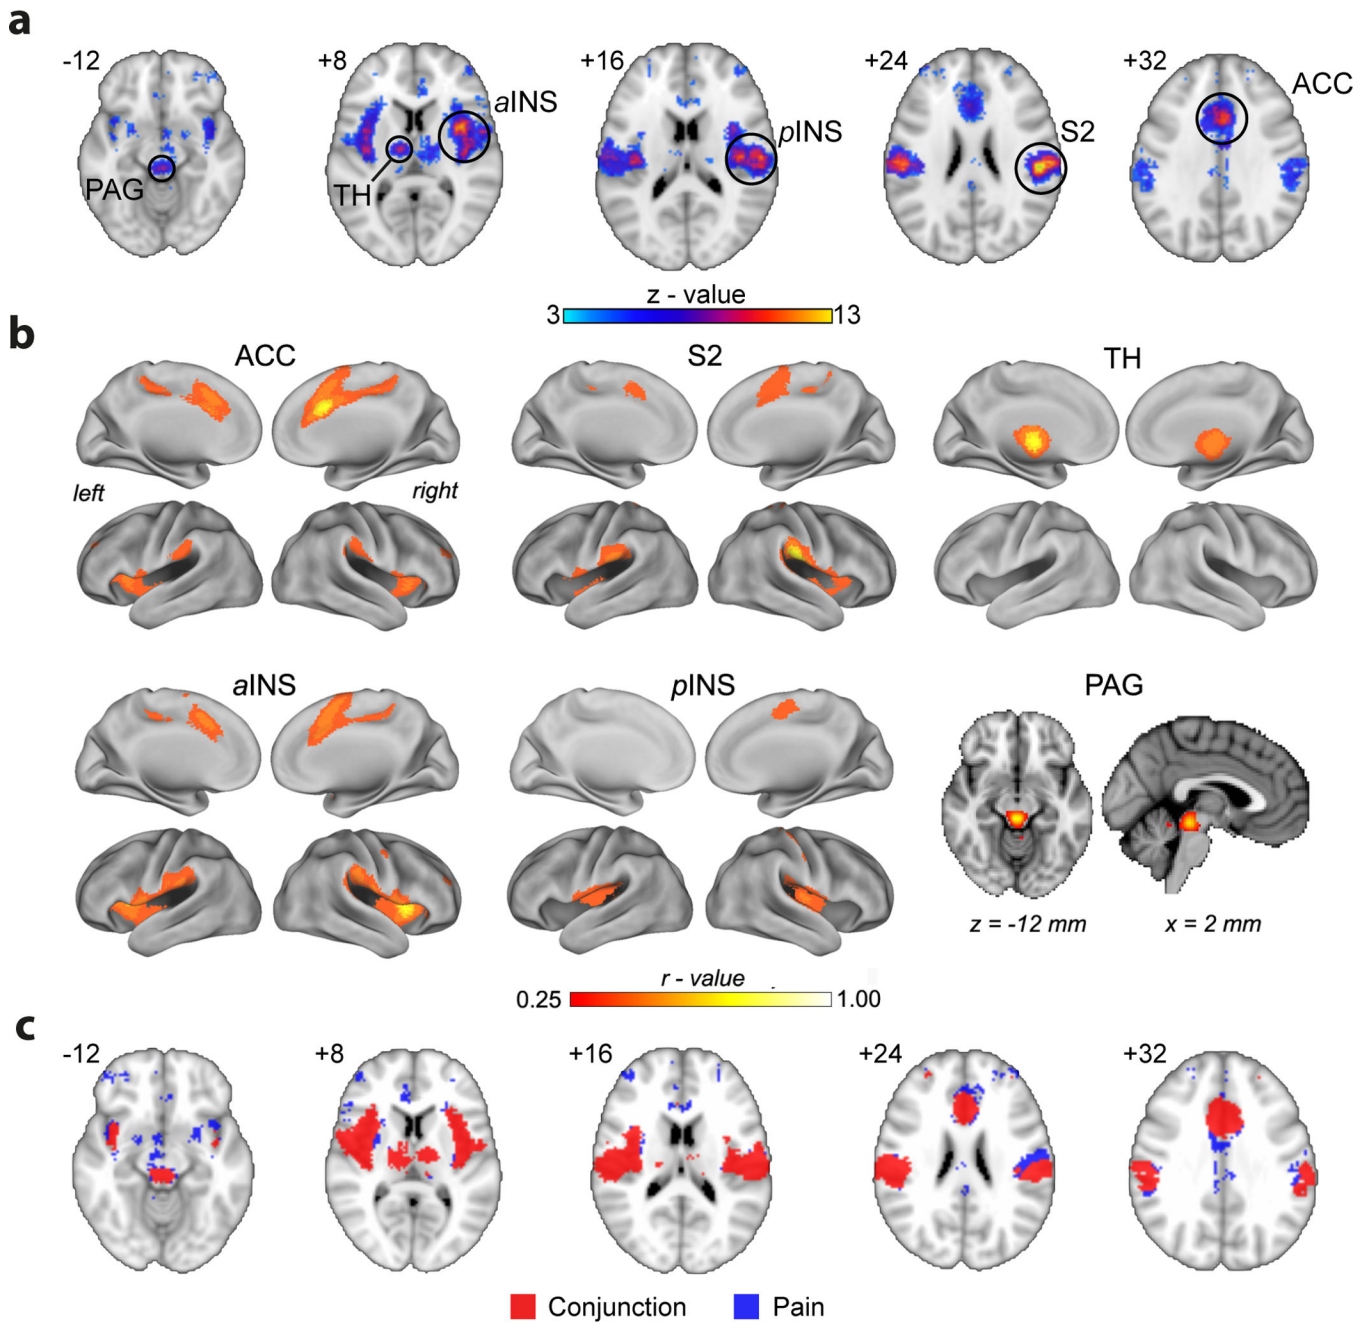 a
-12
+8
+16
+24
+32
aINS
pINS
S2
ACC
PAG
TH
z - value
3
13
b
ACC
S2
TH
left
right
aINS
pINS
PAG
z = -12 mm
x = 2 mm
r - value
0.25
1.00
c
-12
+8
+16
+24
+32
Conjunction
Pain